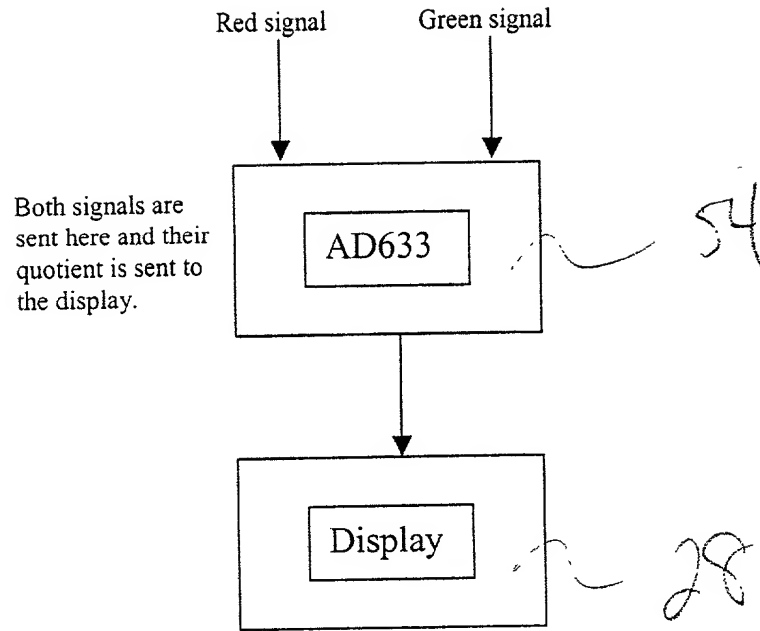 Red signal
Green signal
Both signals are
sent here and their
quotient is sent to
the display.
AD633
54
Display
28